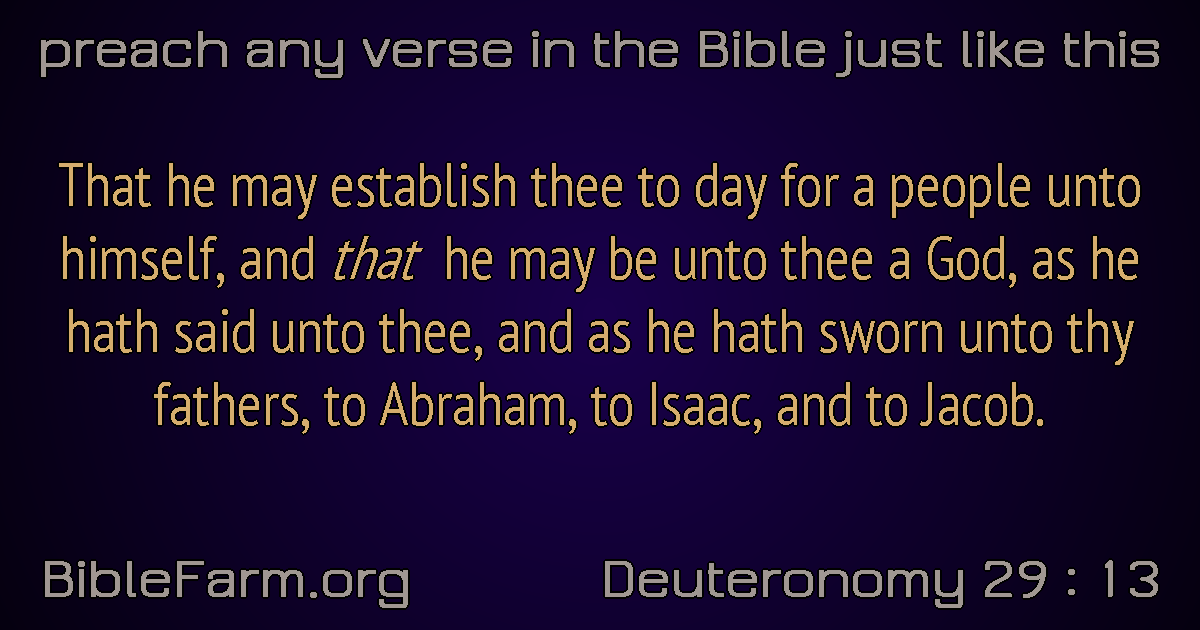 preach any verse in the Bible just like this
That he may establish thee to day for a people unto
himself, and that he may be unto thee a God, as he
hath said unto thee, and as he hath sworn unto thy
fathers, to Abraham, to Isaac, and to Jacob.
BibleFarm.org
Deuteronomy 29 : 13